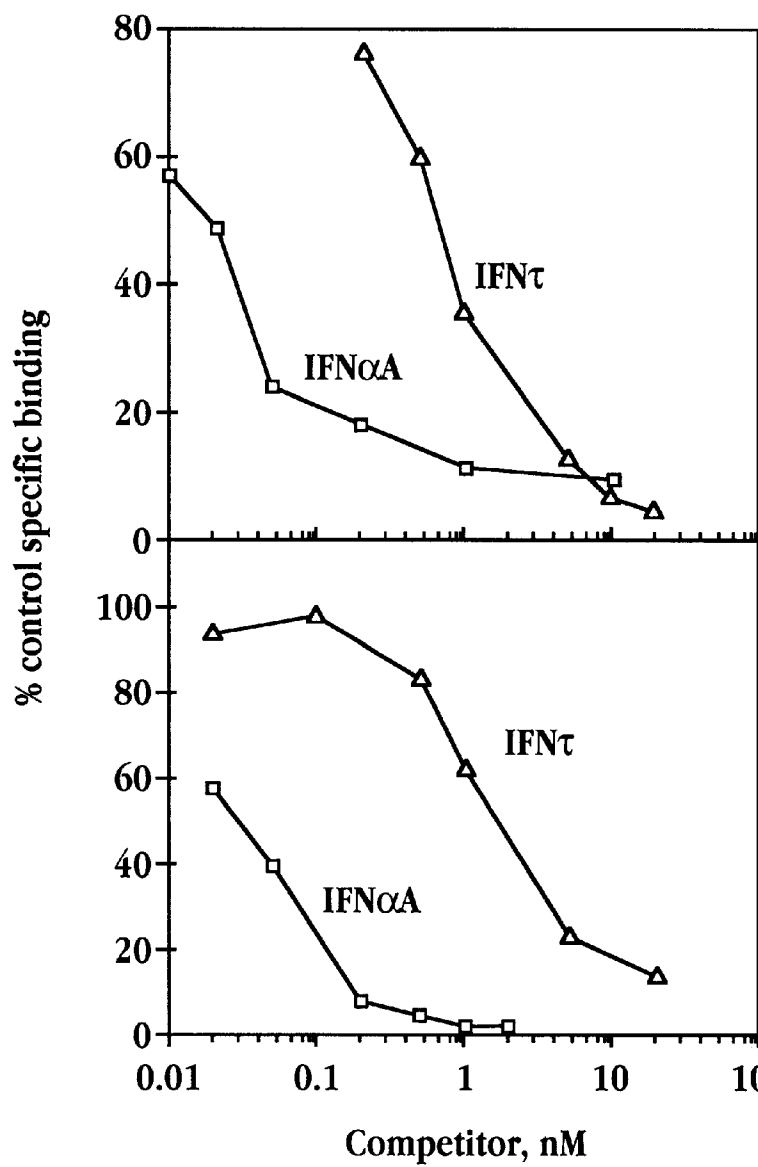 80
60
IFNτ
40
IFNαA
20
0
% control specific binding
100
80
IFNτ
60
40
IFNαA
20
0
0.01 0.1 1 10
Competitor, nM